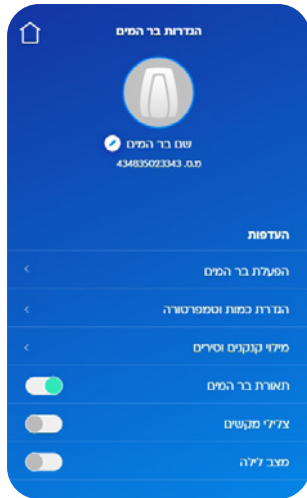 הגדרות בר המים
שם בר המים
מ.ס. 434835023343
העדפות
הפעלת בר המים
הגדרת כמות וטמפרטורה
מילוי קנקנים וסירים
תאורת בר המים
צלילי מקשים
מצב לילה